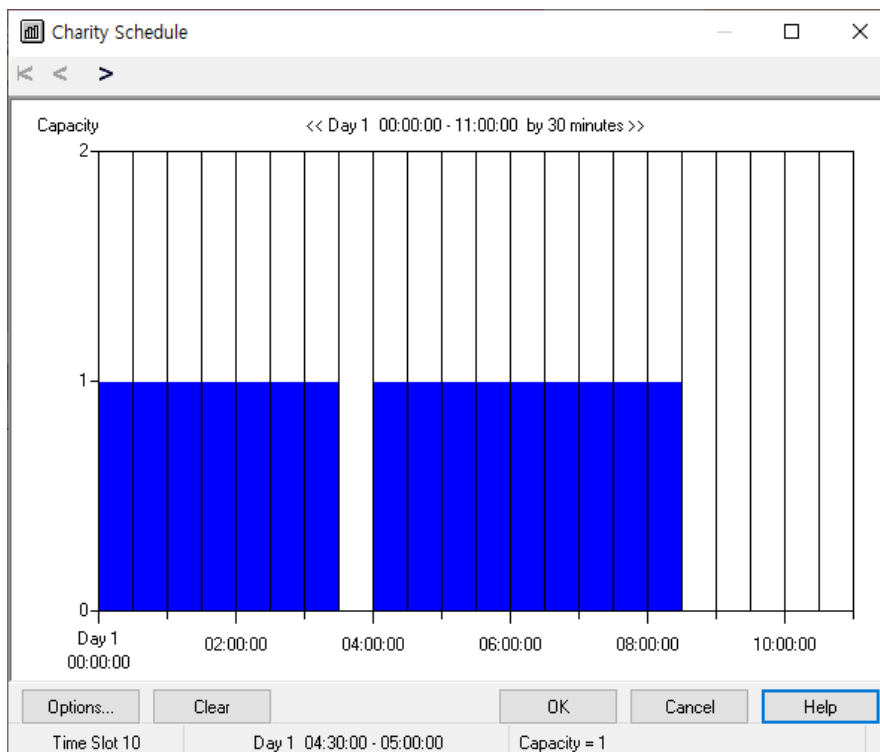 Charity Schedule
Capacity
<< Day 1 00:00:00 - 11:00:00 by 30 minutes >>
2
1
0
Day 1
00:00:00
02:00:00
04:00:00
06:00:00
08:00:00
10:00:00
Options...
Clear
OK
Cancel
Help
Time Slot 10
Day 1 04:30:00 - 05:00:00
Capacity = 1